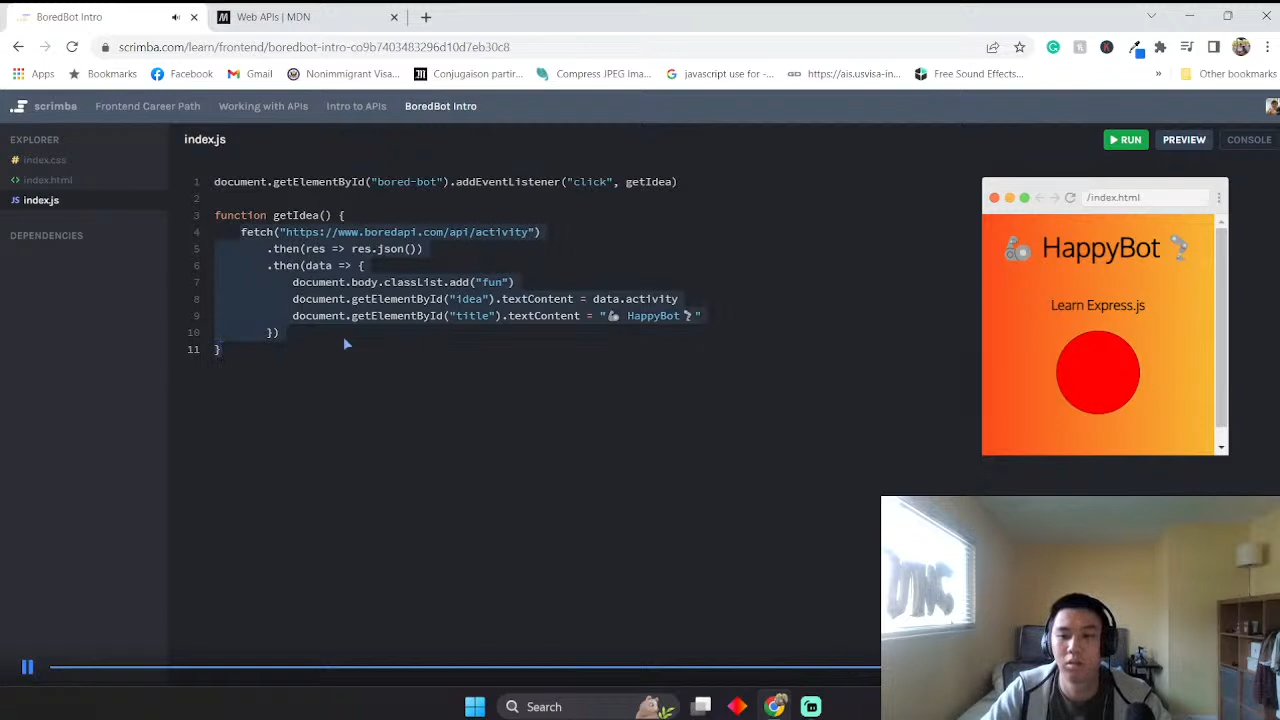 BoredBot Intro
Web APIs | MDN
scrimba.com/learn/frontend/boredbot-intro-co9b7403483296d10d7eb30c8
Apps
Bookmarks
Facebook
Gmail
Nonimmigrant Visa...
Conjugaison partir...
Compress JPEG Ima...
javascript use for -...
https://ais.usvisa-in...
Free Sound Effects...
»
Other bookmarks
scrimba
Frontend Career Path
Working with APIs
Intro to APIs
BoredBot Intro
EXPLORER
# index.css
<> index.html
JS index.js
DEPENDENCIES
index.js
RUN
PREVIEW
CONSOLE
1 document.getElementById("bored-bot").addEventListener("click", getIdea)
2
3 function getIdea() {
4 fetch("https://www.boredapi.com/api/activity")
5 .then(res => res.json())
6 .then(data => {
7 document.body.classList.add("fun")
8 document.getElementById("idea").textContent = data.activity
9 document.getElementById("title").textContent = "🦾 HappyBot🦿"
10 })
11 }
/index.html
🦾 HappyBot 🦿
Learn Express.js
Search